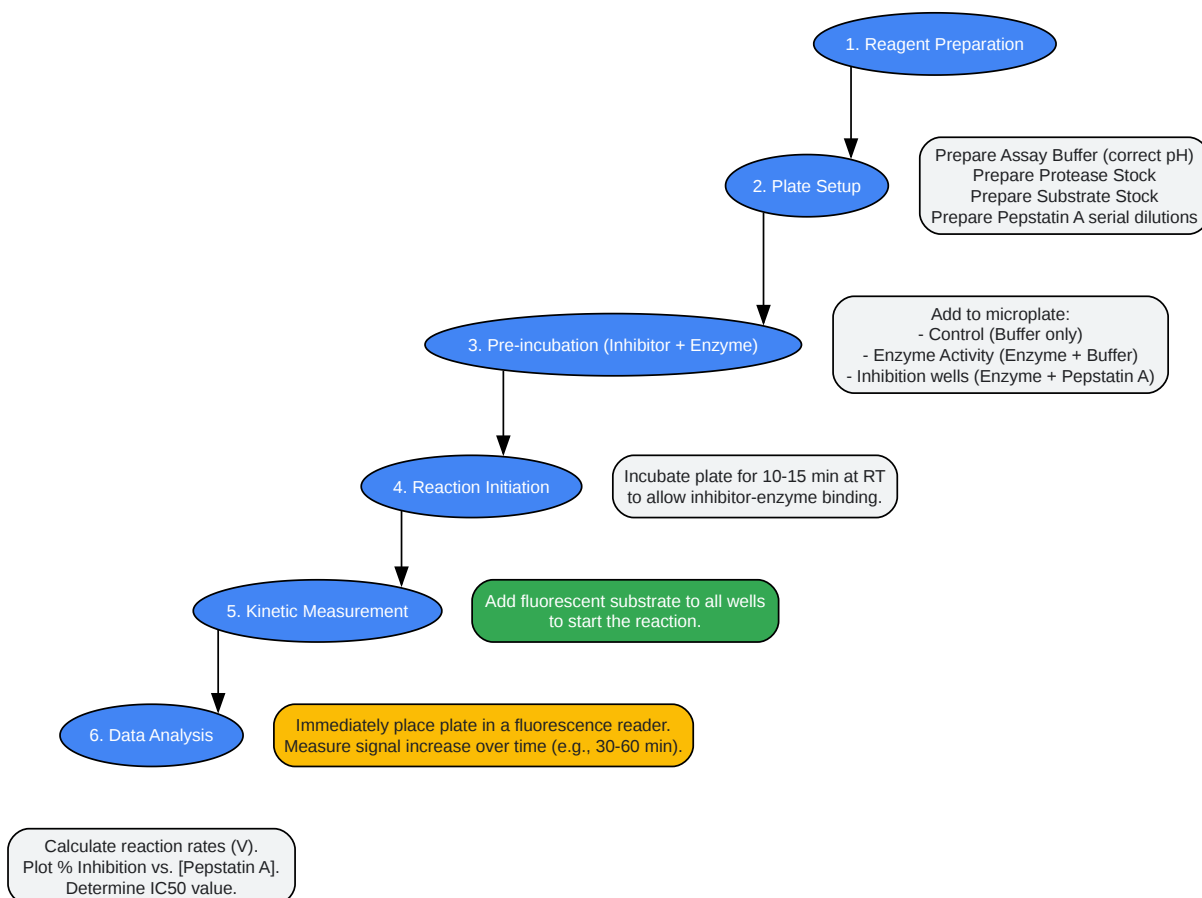 1. Reagent Preparation
Prepare Assay Buffer (correct pH)
Prepare Protease Stock
Prepare Substrate Stock
Prepare Pepstatin A serial dilutions
2. Plate Setup
Add to microplate:
- Control (Buffer only)
- Enzyme Activity (Enzyme + Buffer)
- Inhibition wells (Enzyme + Pepstatin A)
3. Pre-incubation (Inhibitor + Enzyme)
Incubate plate for 10-15 min at RT
to allow inhibitor-enzyme binding.
4. Reaction Initiation
Add fluorescent substrate to all wells
to start the reaction.
5. Kinetic Measurement
Immediately place plate in a fluorescence reader.
Measure signal increase over time (e.g., 30-60 min).
6. Data Analysis
Calculate reaction rates (V).
Plot % Inhibition vs. [Pepstatin A].
Determine IC50 value.